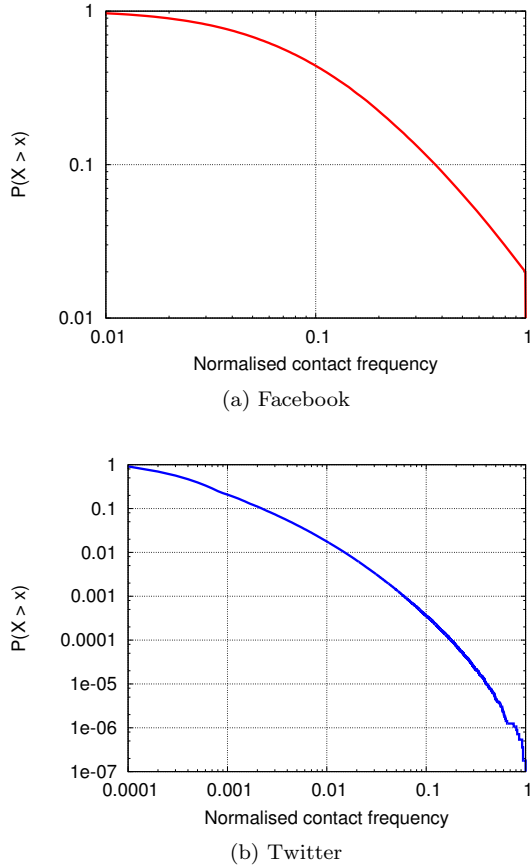 1
0.1
0.01
P(X > x)
0.01
0.1
1
Normalised contact frequency
(a) Facebook
1
0.1
0.01
0.001
0.0001
1e-05
1e-06
1e-07
P(X > x)
0.0001
0.001
0.01
0.1
1
Normalised contact frequency
(b) Twitter